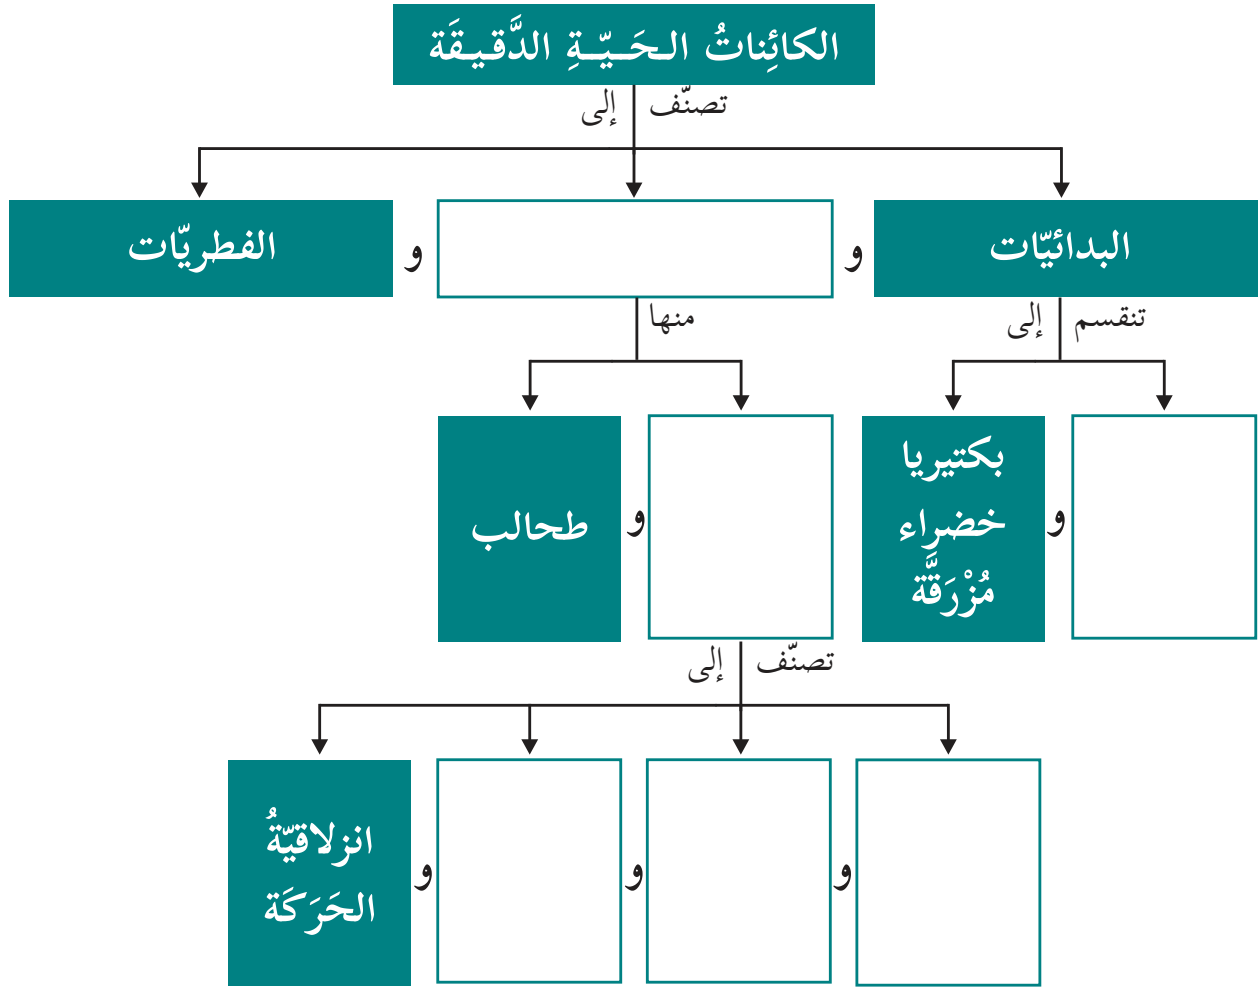 الكائِناتُ الـحَـيّـةِ الدَّقيـقَة
تصنّف إلى
البدائيّات
و
و
الفطريّات
تنقسم إلى
منها
و
بكتيريا
خضراء
مُزْرَقَّة
و
طحالب
تصنّف إلى
و
و
و
انزلاقيّةُ
الحَرَكَة